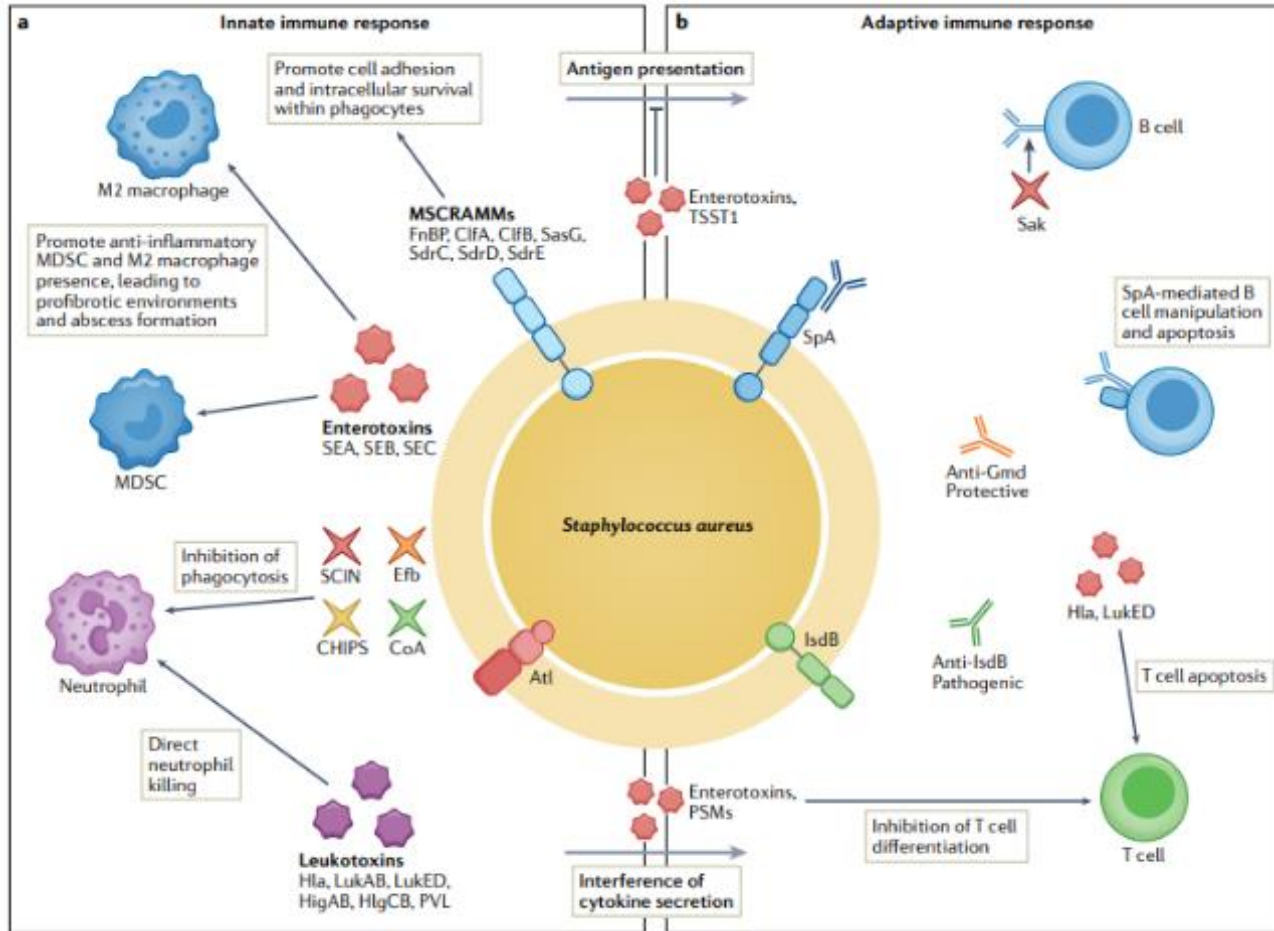 a
Innate immune response
Promote cell adhesion
and intracellular survival
within phagocytes
M2 macrophage
MSCRAMMs
FnBP, ClfA, ClfB, SasG,
SdrC, SdrD, SdrE
Promote anti-inflammatory
MDSC and M2 macrophage
presence, leading to
profibrotic environments
and abscess formation
Enterotoxins
SEA, SEB, SEC
MDSC
Inhibition of
phagocytosis
SCIN
Efb
CHIPS
CoA
Neutrophil
Atl
Direct
neutrophil
killing
Leukotoxins
Hla, LukAB, LukED,
HigAB, HlgCB, PVL
Staphylococcus aureus
b
Adaptive immune response
Antigen presentation
B cell
Enterotoxins,
TSST1
Sak
SpA
SpA-mediated B
cell manipulation
and apoptosis
Anti-Gmd
Protective
Hla, LukED
IsdB
Anti-IsdB
Pathogenic
T cell apoptosis
Enterotoxins,
PSMs
Inhibition of T cell
differentiation
T cell
Interference of
cytokine secretion